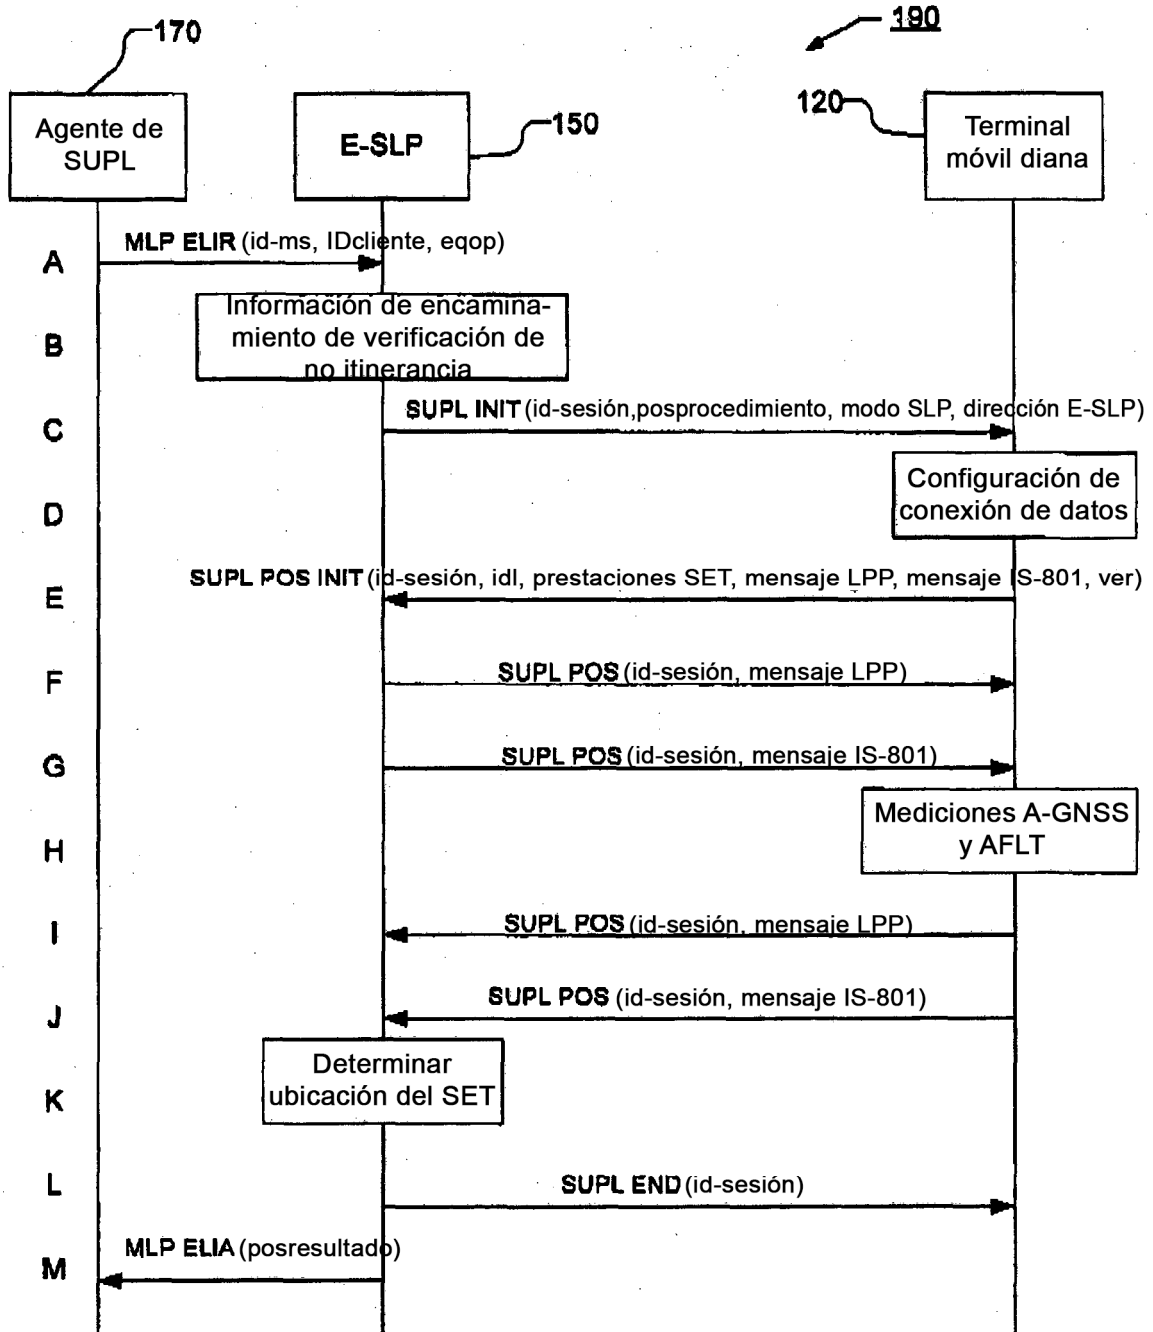 190
170
Agente de
SUPL
E-SLP
150
120
Terminal
móvil diana
A
MLP ELIR (id-ms, IDcliente, eqop)
B
Información de encamina-
miento de verificación de
no itinerancia
C
SUPL INIT (id-sesión,posprocedimiento, modo SLP, dirección E-SLP)
D
Configuración de
conexión de datos
E
SUPL POS INIT (id-sesión, idl, prestaciones SET, mensaje LPP, mensaje IS-801, ver)
F
SUPL POS (id-sesión, mensaje LPP)
G
SUPL POS (id-sesión, mensaje IS-801)
H
Mediciones A-GNSS
y AFLT
I
SUPL POS (id-sesión, mensaje LPP)
J
SUPL POS (id-sesión, mensaje IS-801)
K
Determinar
ubicación del SET
L
SUPL END (id-sesión)
M
MLP ELIA (posresultado)